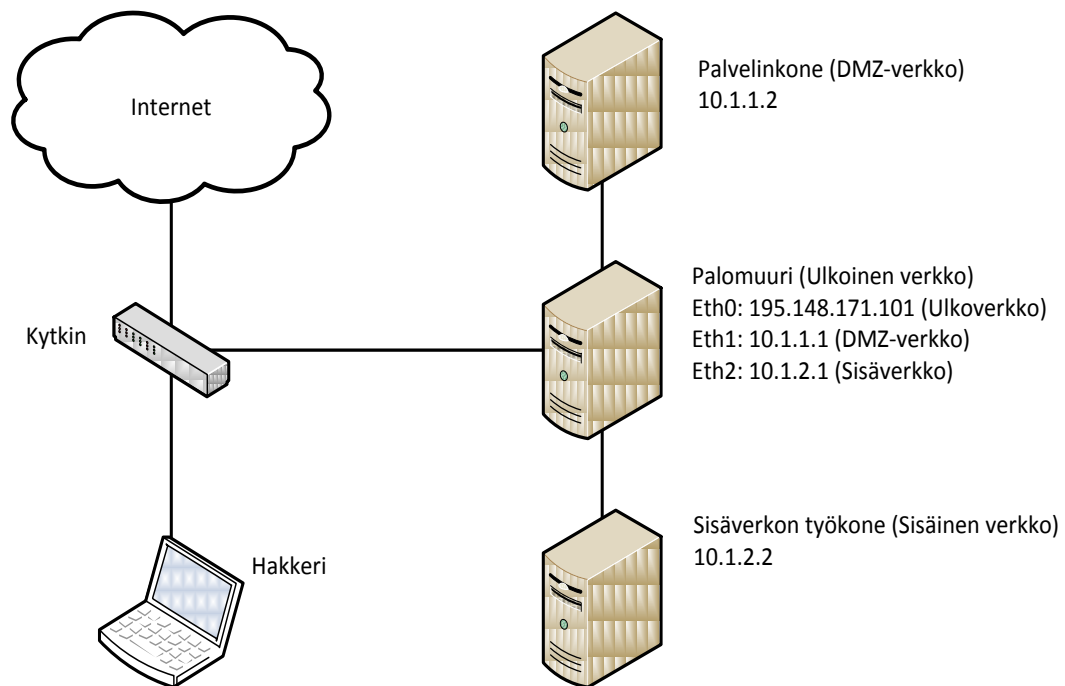 Internet
Palvelinkone (DMZ-verkko)
10.1.1.2
Kytkin
Palomuuri (Ulkoinen verkko)
Eth0: 195.148.171.101 (Ulkoverkko)
Eth1: 10.1.1.1 (DMZ-verkko)
Eth2: 10.1.2.1 (Sisäverkko)
Hakkeri
Sisäverkon työkone (Sisäinen verkko)
10.1.2.2